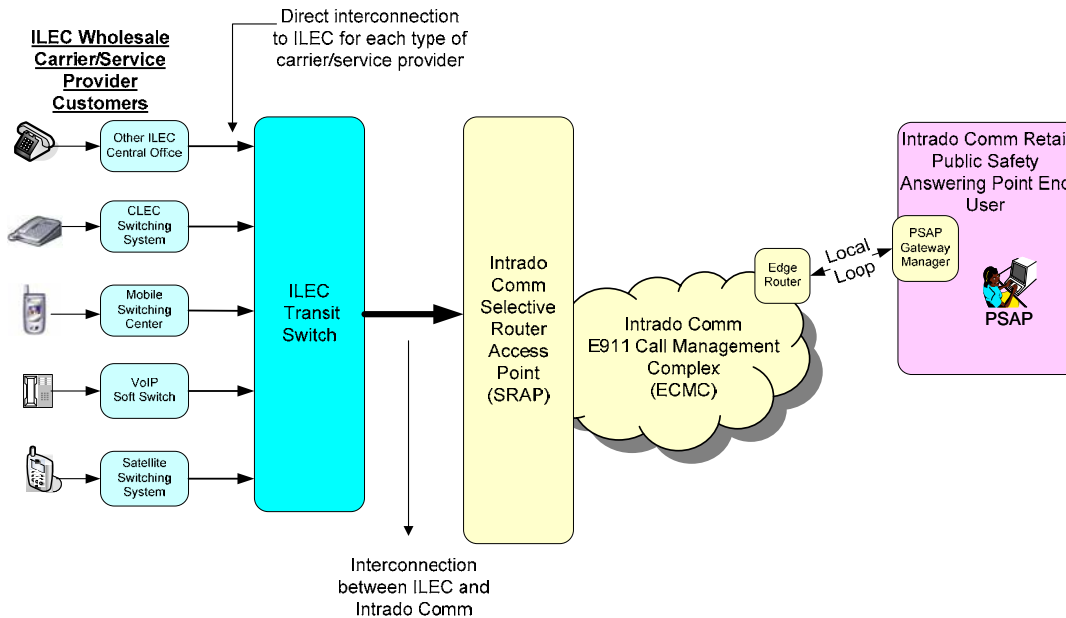 Direct interconnection
to ILEC for each type of
carrier/service provider
ILEC Wholesale
Carrier/Service
Provider
Customers
Other ILEC
Central Office
CLEC
Switching
System
Mobile
Switching
Center
VoIP
Soft Switch
Satellite
Switching
System
ILEC
Transit
Switch
Interconnection
between ILEC and
Intrado Comm
Intrado
Comm
Selective
Router
Access
Point
(SRAP)
Intrado Comm
E911 Call Management
Complex
(ECMC)
Edge
Router
Local
Loop
Intrado Comm Retai
Public Safety
Answering Point End
User
PSAP
Gateway
Manager
PSAP